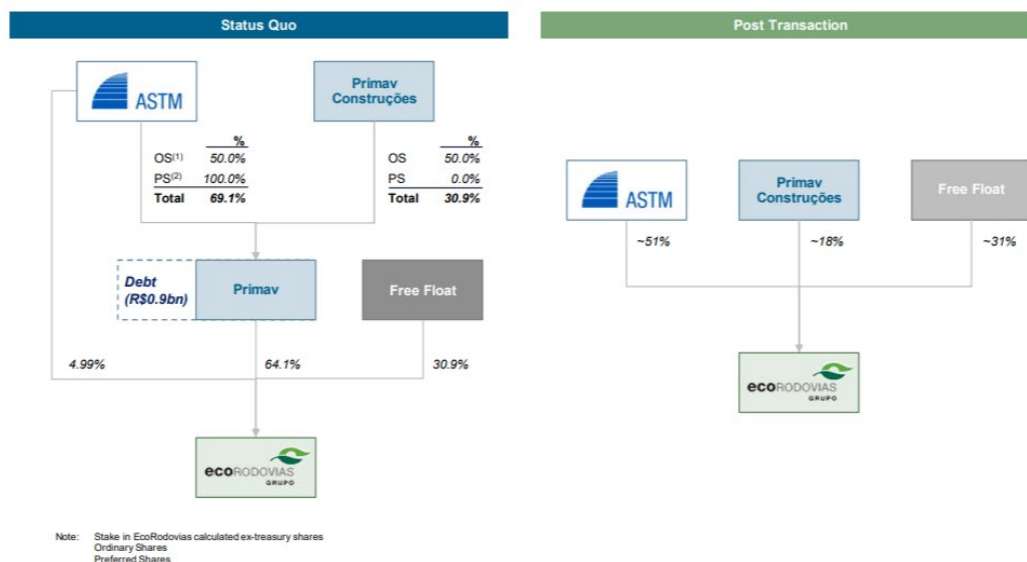 Status Quo
ASTM
Primav
Construções
%
OS(1) 50.0%
PS(2) 100.0%
Total 69.1%
%
OS 50.0%
PS 0.0%
Total 30.9%
Debt
(R$0.9bn)
Primav
Free Float
4.99%
64.1%
30.9%
ecoRODOVIAS
GRUPO
Note: Stake in EcoRodovias calculated ex-treasury shares
Ordinary Shares
Preferred Shares
Post Transaction
ASTM
Primav
Construções
Free Float
~51%
~18%
~31%
ecoRODOVIAS
GRUPO